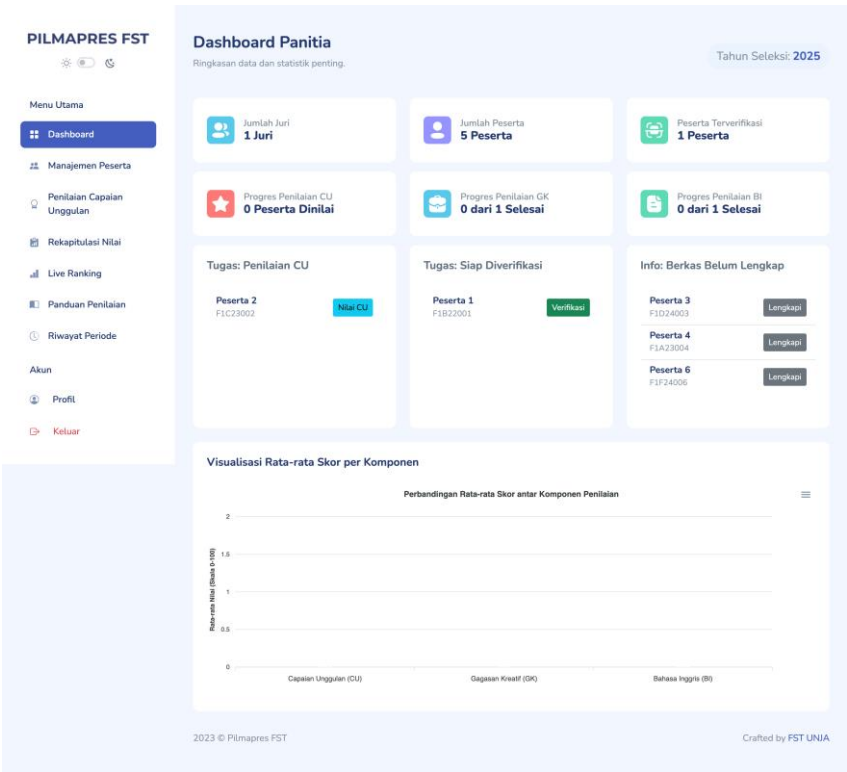 PILMAPRES FST
Menu Utama
Dashboard
Manajemen Peserta
Penilaian Capaian
Unggulan
Rekapitulasi Nilai
Live Ranking
Panduan Penilaian
Riwayat Periode
Akun
Profil
Keluar
Dashboard Panitia
Ringkasan data dan statistik penting.
Tahun Seleksi: 2025
Jumlah Juri
1 Juri
Jumlah Peserta
5 Peserta
Peserta Terverifikasi
1 Peserta
Progres Penilaian CU
0 Peserta Dinilai
Progres Penilaian GK
0 dari 1 Selesai
Progres Penilaian BI
0 dari 1 Selesai
Tugas: Penilaian CU
Peserta 2
F1C23002
Nilai CU
Tugas: Siap Diverifikasi
Peserta 1
F1B22001
Verifikasi
Info: Berkas Belum Lengkap
Peserta 3
F1D24003
Lengkapi
Peserta 4
F1A23004
Lengkapi
Peserta 6
F1F24006
Lengkapi
Visualisasi Rata-rata Skor per Komponen
Perbandingan Rata-rata Skor antar Komponen Penilaian
Rata-rata Nilai (Skala 0-100)
2
1.5
1
0.5
0
Capaian Unggulan (CU)
Gagasan Kreatif (GK)
Bahasa Inggris (BI)
2023 © Pilmapres FST
Crafted by FST UNJA